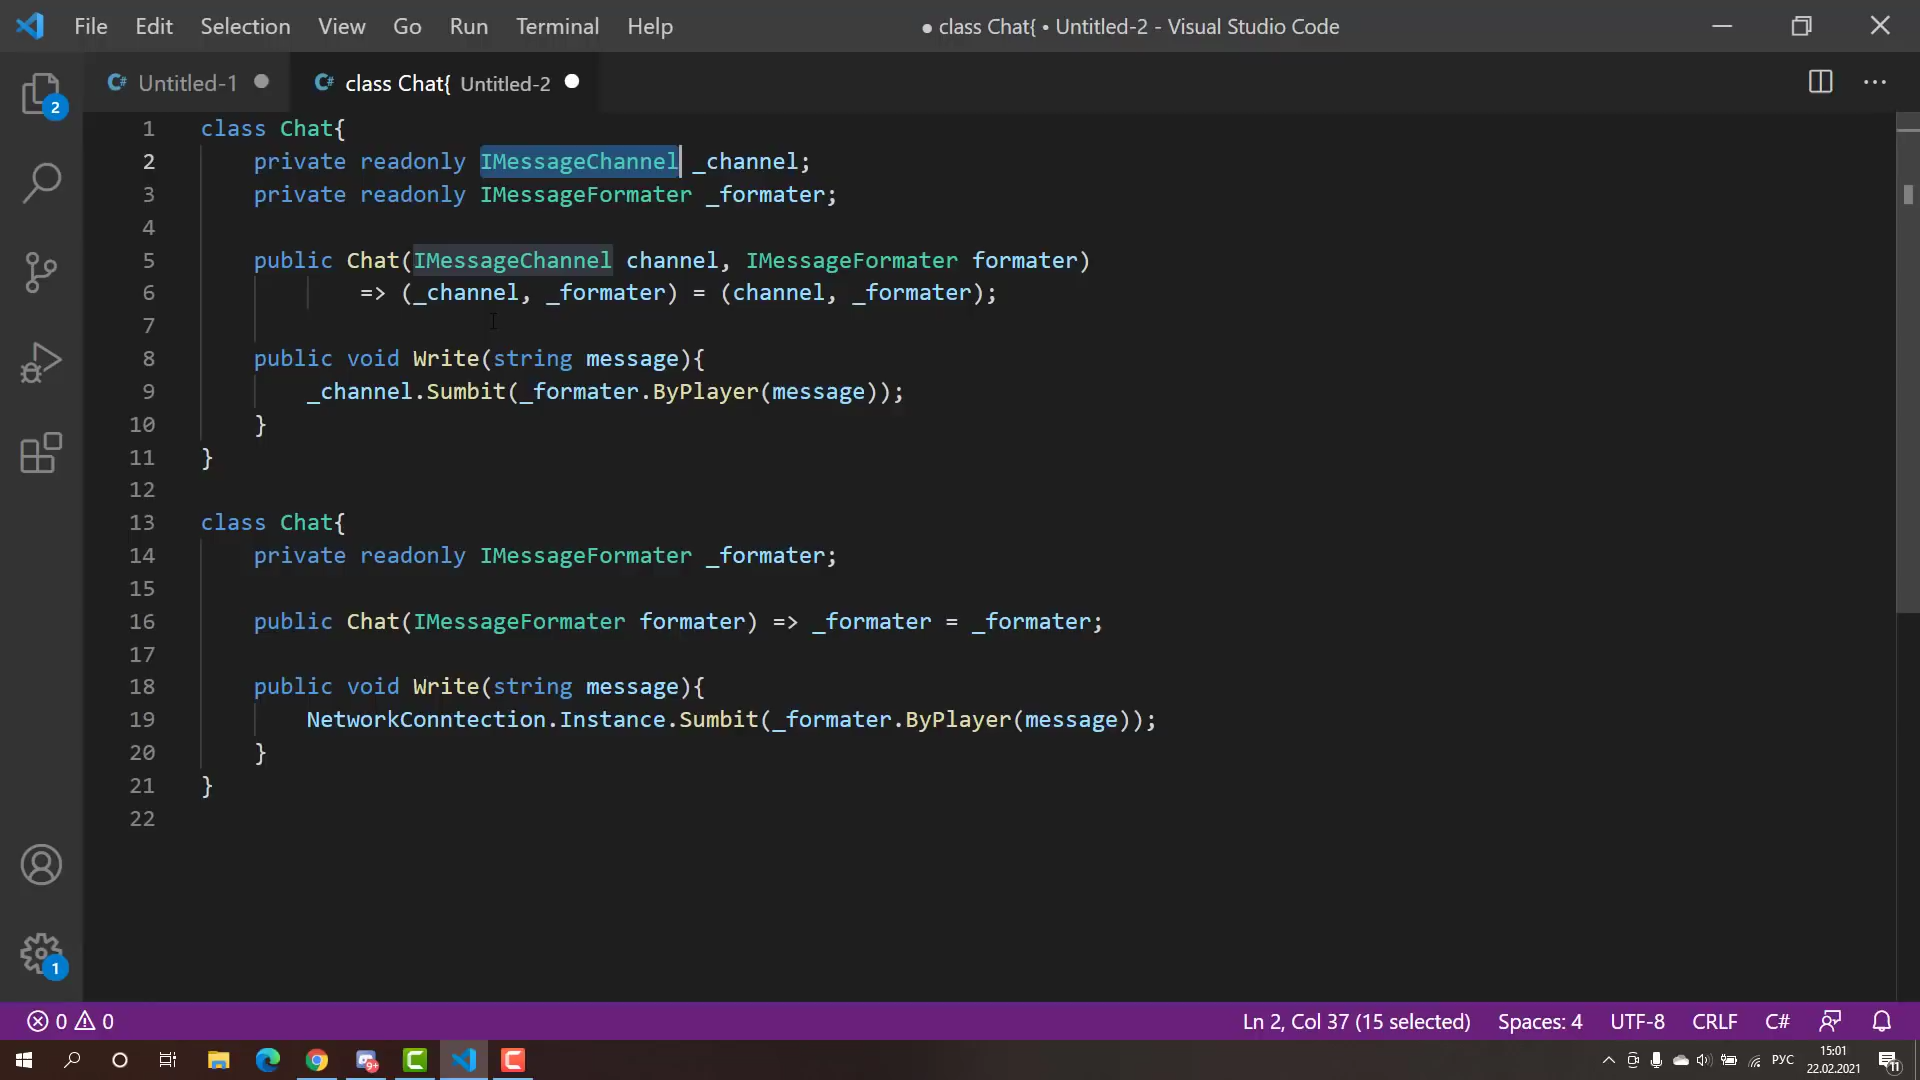 File Edit Selection View Go Run Terminal Help ● class Chat{ • Untitled-2 - Visual Studio Code
Untitled-1 class Chat{ Untitled-2
2
1 class Chat{
2 private readonly IMessageChannel _channel;
3 private readonly IMessageFormater _formater;
4
5 public Chat(IMessageChannel channel, IMessageFormater formater)
6 => (_channel, _formater) = (channel, _formater);
7
8 public void Write(string message){
9 _channel.Sumbit(_formater.ByPlayer(message));
10 }
11 }
12
13 class Chat{
14 private readonly IMessageFormater _formater;
15
16 public Chat(IMessageFormater formater) => _formater = _formater;
17
18 public void Write(string message){
19 NetworkConntection.Instance.Sumbit(_formater.ByPlayer(message));
20 }
21 }
22
1
0 0 Ln 2, Col 37 (15 selected) Spaces: 4 UTF-8 CRLF C#
9+ РУС 15:01
22.02.2021 11